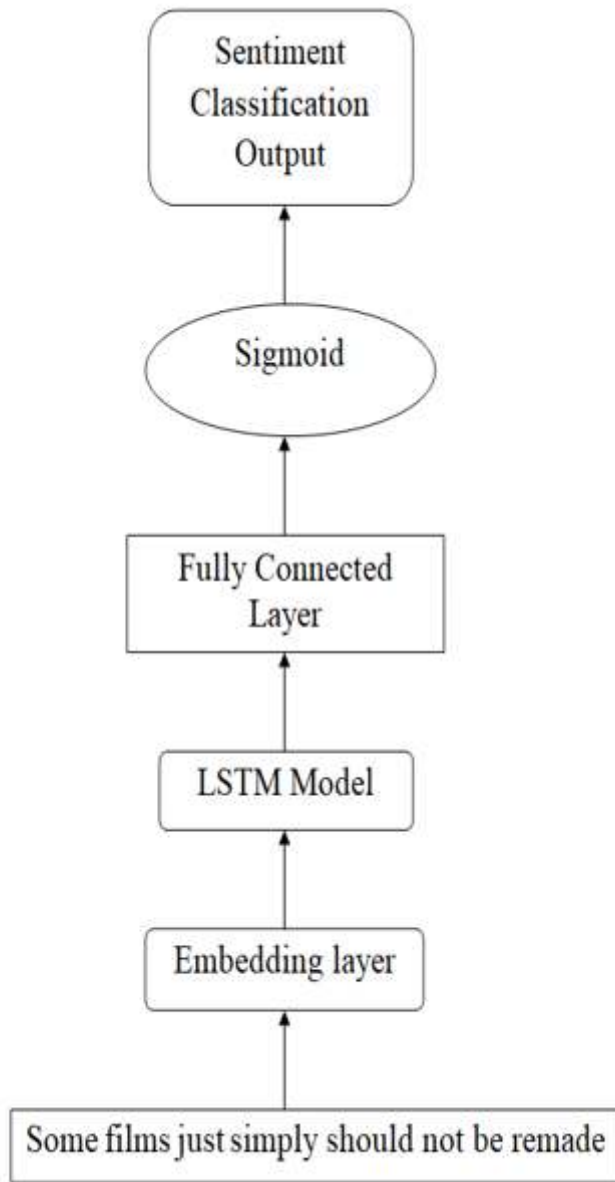 Sentiment
Classification
Output
Sigmoid
Fully Connected
Layer
LSTM Model
Embedding layer
Some films just simply should not be remade